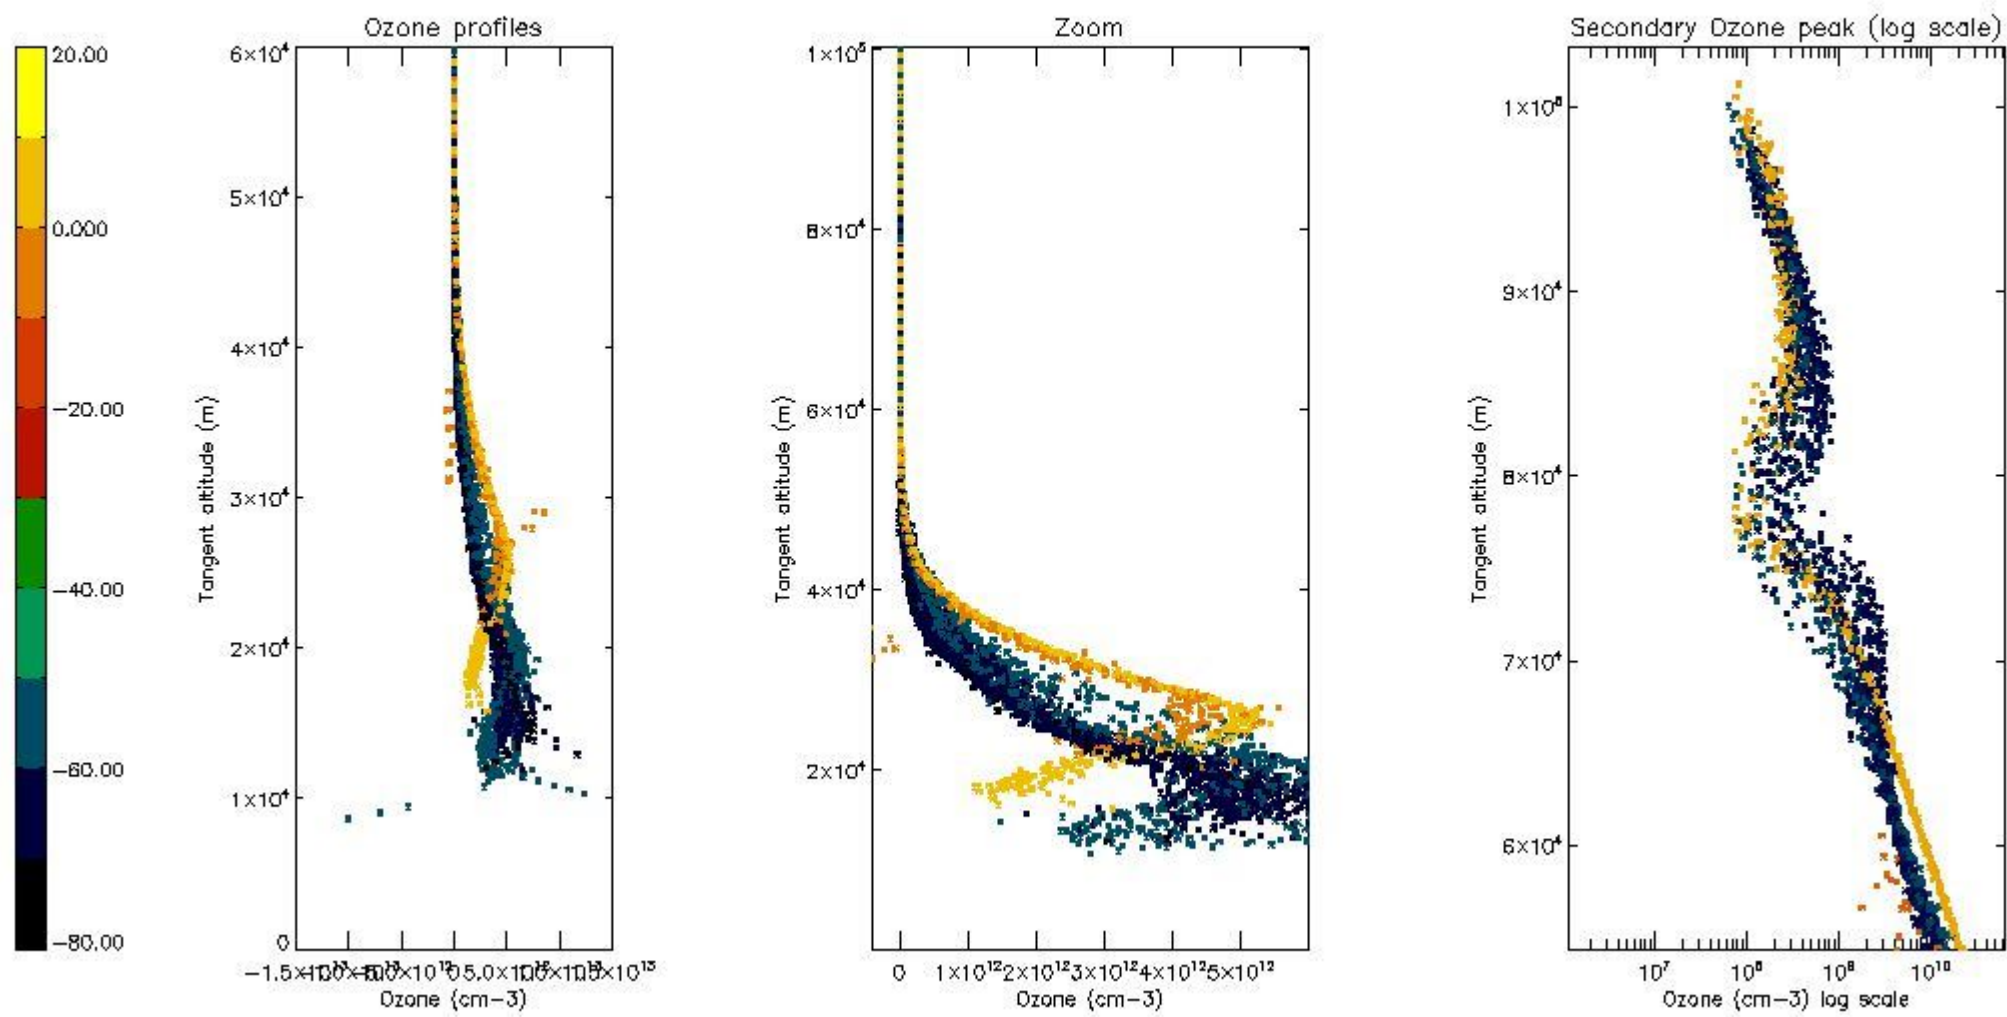 Ozone profiles
Zoom
Secondary Ozone peak (log scale)
20.00
0.000
−20.00
−40.00
−60.00
−80.00
6×10⁴
5×10⁴
4×10⁴
3×10⁴
2×10⁴
1×10⁴
0
Tangent altitude (m)
Ozone (cm−3)
1×10⁵
8×10⁴
6×10⁴
4×10⁴
2×10⁴
Tangent altitude (m)
0 1×10¹² 2×10¹² 3×10¹² 4×10¹² 5×10¹²
Ozone (cm−3)
9×10⁴
8×10⁴
7×10⁴
6×10⁴
Tangent altitude (m)
10⁷ 10⁸ 10⁹ 10¹⁰
Ozone (cm−3) log scale